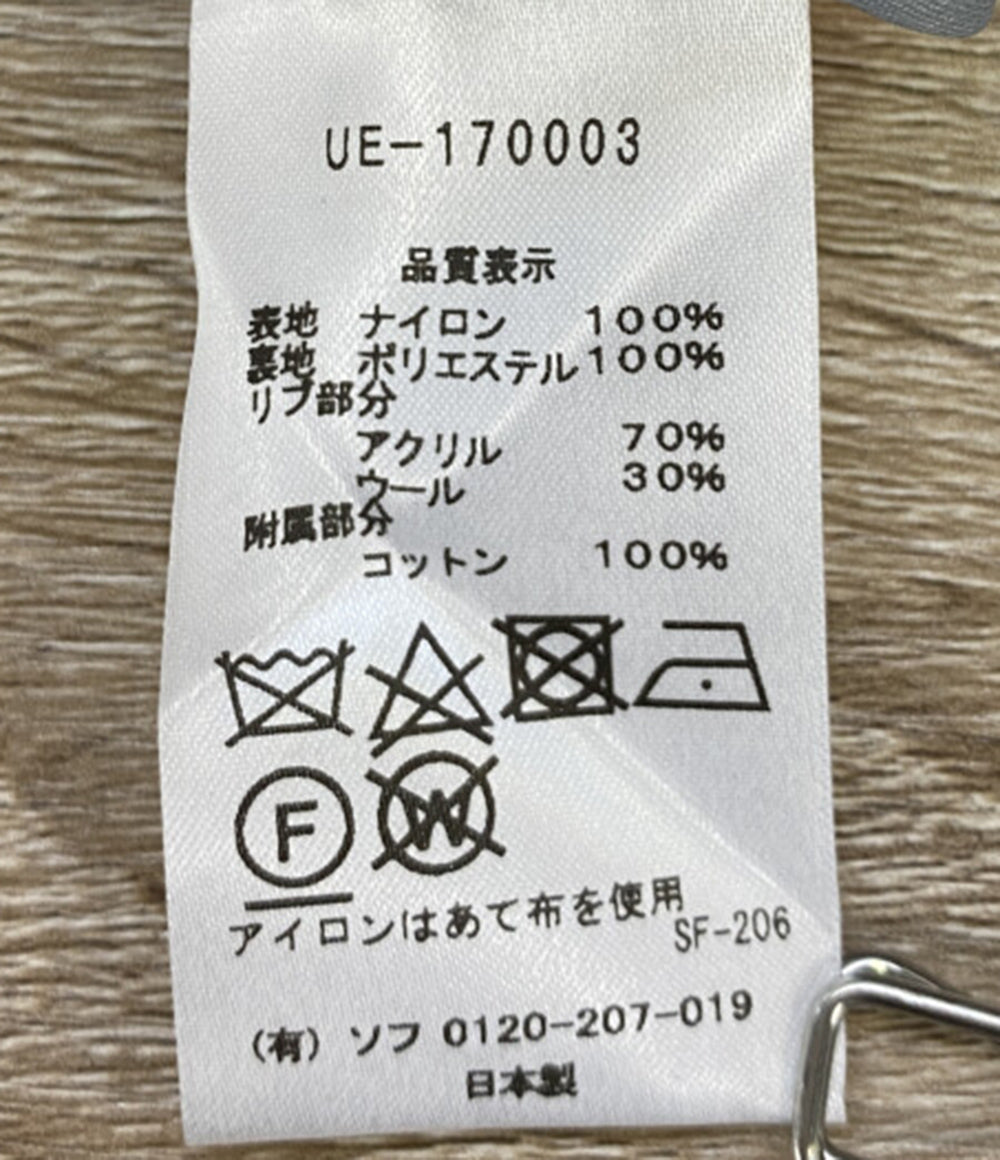 UE-170003
品質表示
表地 ナイロン 100%
裏地 ポリエステル 100%
リブ部分
アクリル 70%
ウール 30%
附属部分
コットン 100%
F W
アイロンはあて布を使用
SF-206
(有) ソフ 0120-207-019
日本製